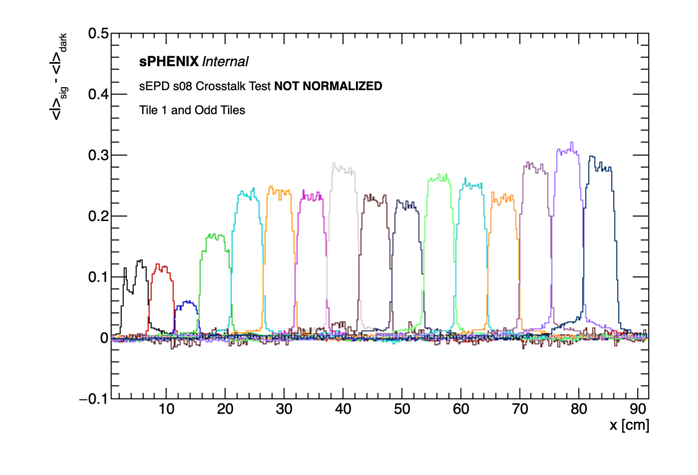 0.5
sPHENIX Internal
<I>sig - <I>dark
sEPD s08 Crosstalk Test NOT NORMALIZED
0.4
Tile 1 and Odd Tiles
0.3
0.2
0.1
0
−0.1
10 20 30 40 50 60 70 80 90
x [cm]